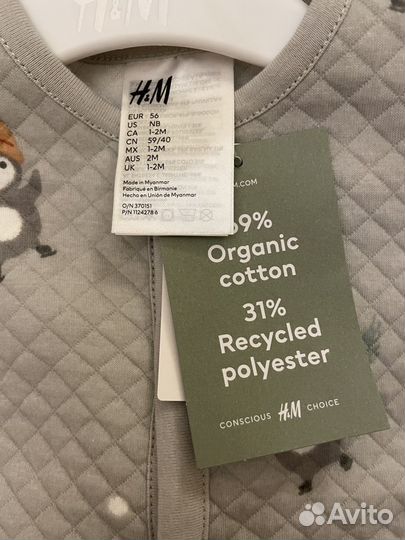 H&M
EUR 56
US NB
CA 1-2M
CN 59/40
MX 1-2M
AUS 2M
UK 1-2M
Made in Myanmar
Fabriqué en Birmanie
Hecho en Unión de Myanmar
O/N 370151
P/N 1124278 6
M.COM
69%
Organic
cotton
31%
Recycled
polyester
CONSCIOUS H&M CHOICE
Avito